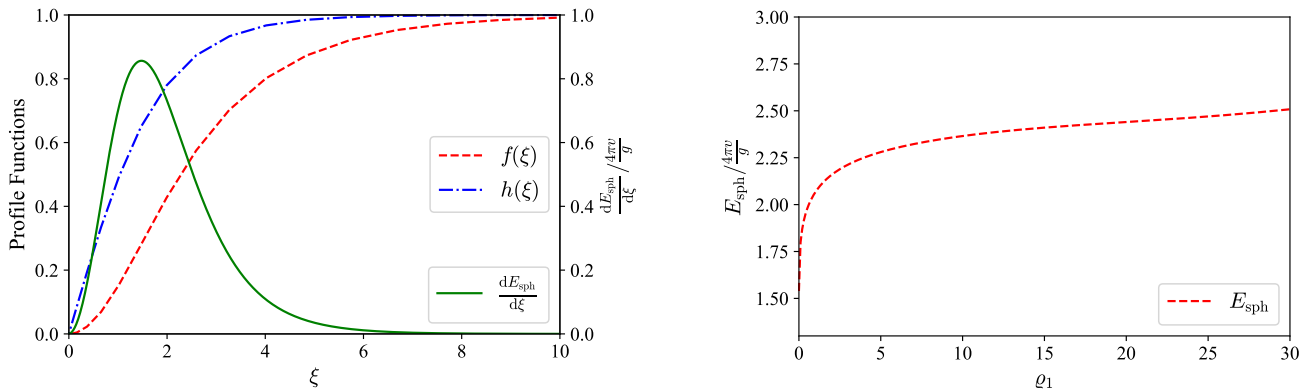 Profile Functions
1.0
0.8
0.6
0.4
0.2
0.0
0 2 4 6 8 10
ξ
f(ξ)
h(ξ)
dE_sph/dξ
1.0
0.8
0.6
0.4
0.2
0.0
dE_sph/dξ / 4πv/g
E_sph / 4πv/g
3.00
2.75
2.50
2.25
2.00
1.75
1.50
0 5 10 15 20 25 30
ϱ₁
E_sph